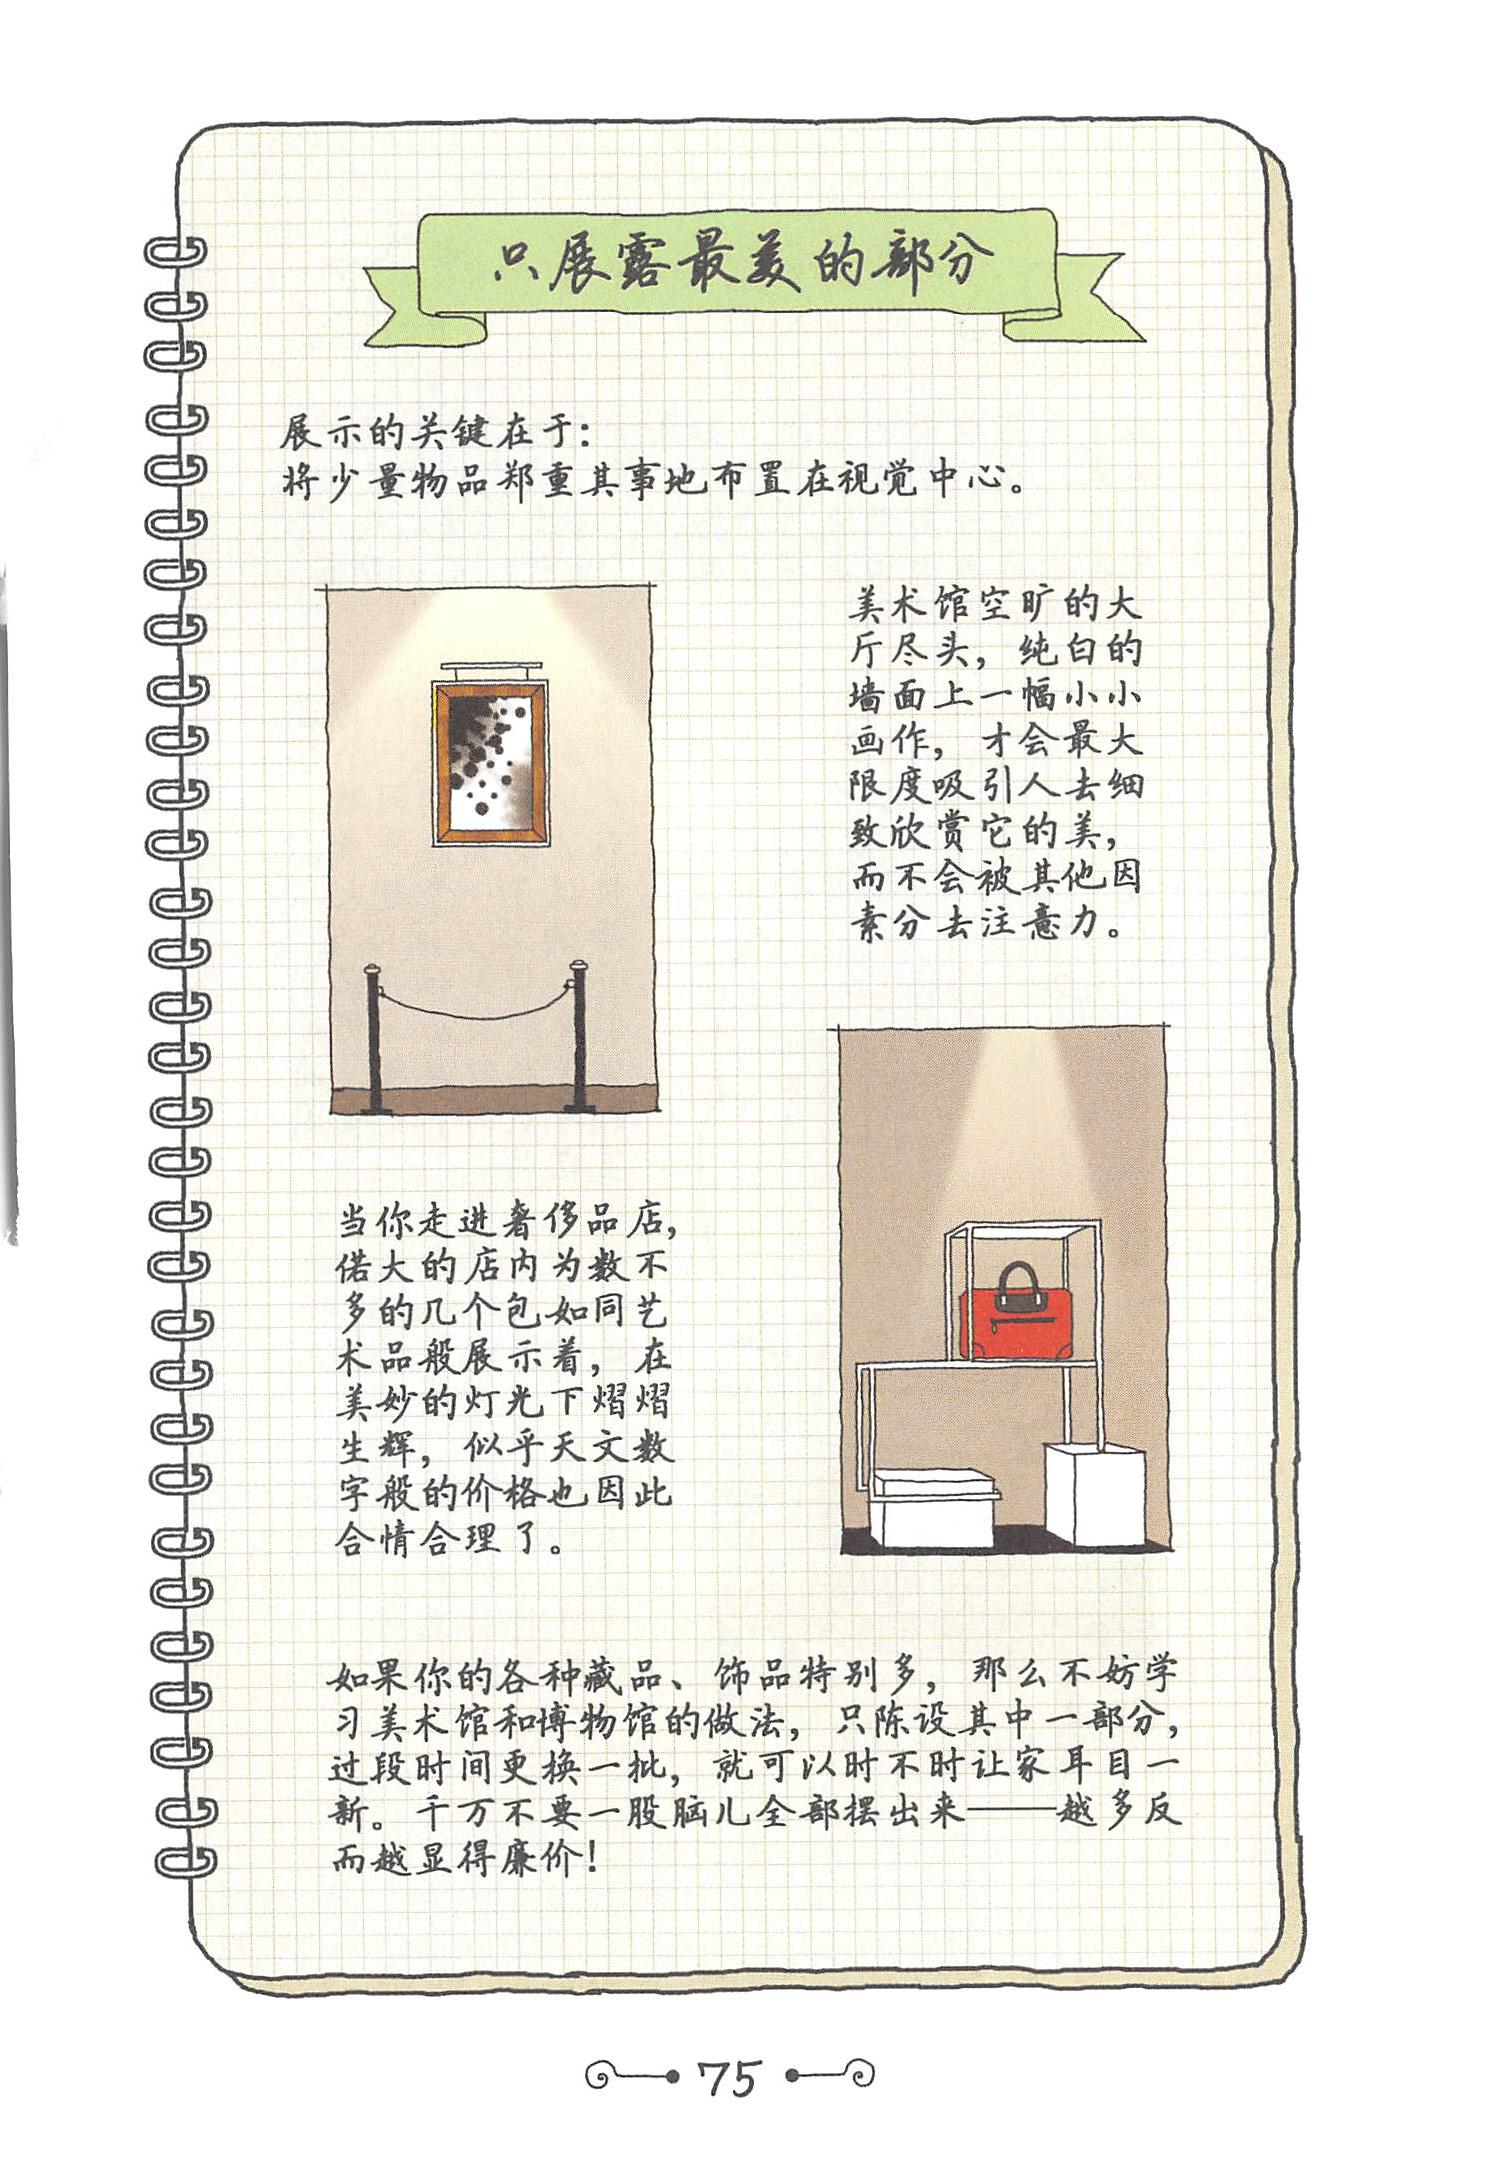 只展露最美的部分
展示的关键在于：
将少量物品郑重其事地布置在视觉中心。
美术馆空旷的大
厅尽头，纯白的
墙面上一幅小小
画作，才会最大
限度吸引人去细
致欣赏它的美，
而不会被其他因
素分去注意力。
当你走进奢侈品店，
偌大的店内为数不
多的几个包如同艺
术品般展示着，在
美妙的灯光下熠熠
生辉，似乎天文数
字般的价格也因此
合情合理了。
如果你的各种藏品、饰品特别多，那么不妨学
习美术馆和博物馆的做法，只陈设其中一部分，
过段时间更换一批，就可以时不时让家耳目一
新。千万不要一股脑儿全部摆出来——越多反
而越显得廉价！
75